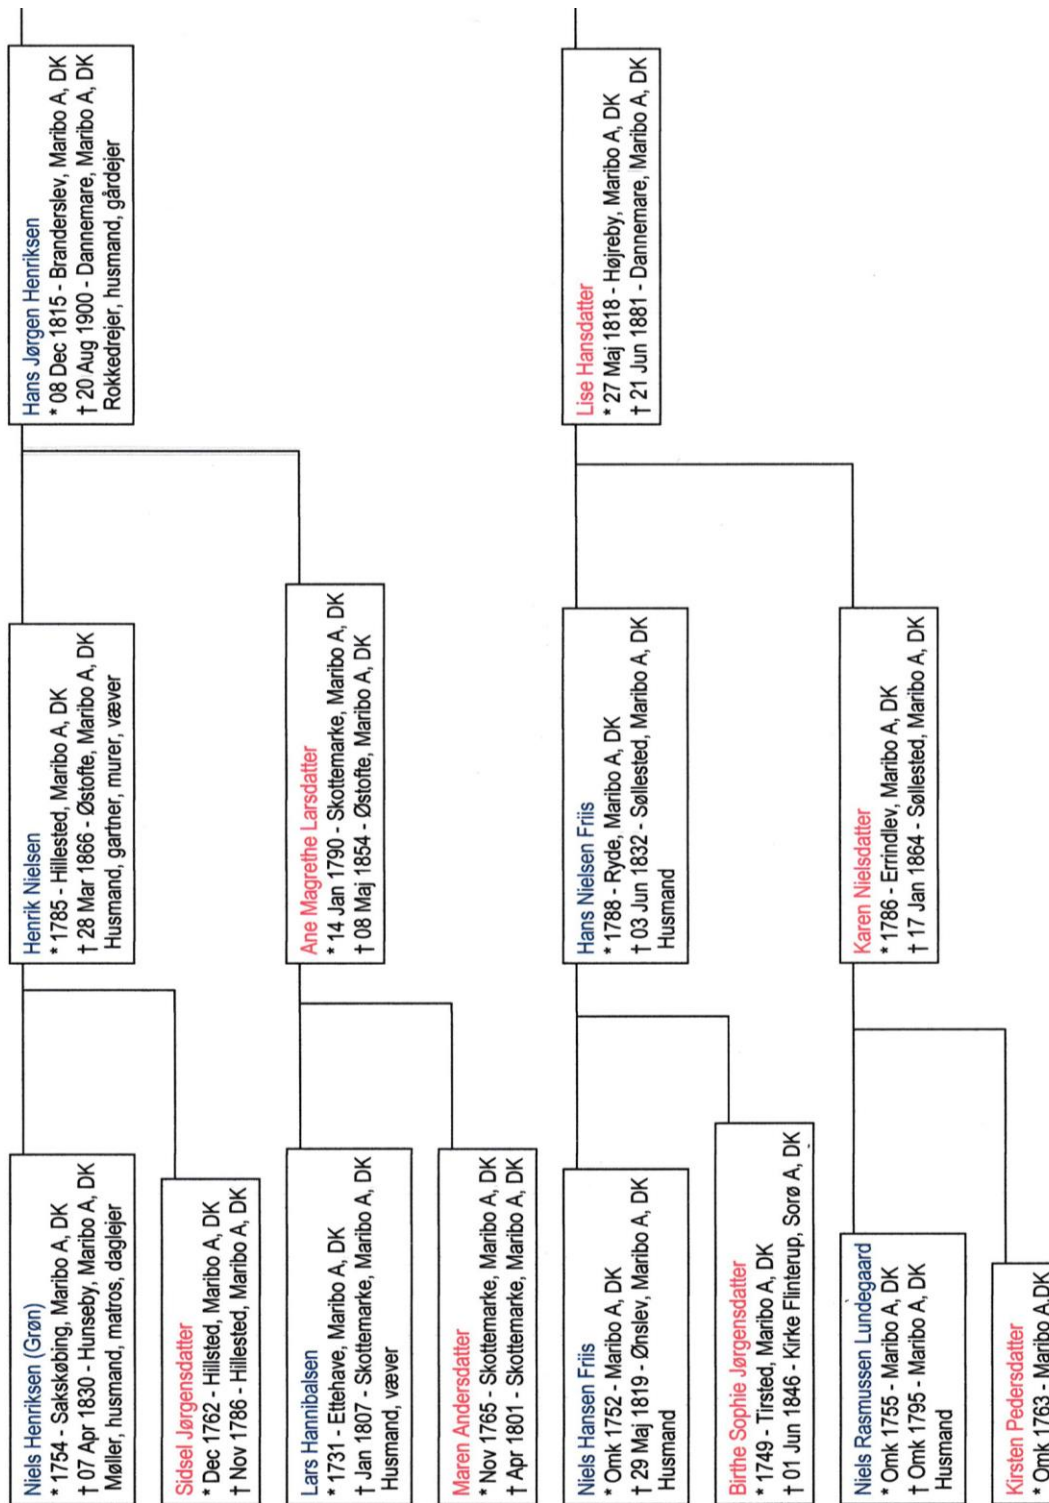 Niels Henriksen (Grøn)
* 1754 - Sakskøbing, Maribo A, DK
† 07 Apr 1830 - Hunseby, Maribo A, DK
Møller, husmand, matros, daglejer
Sidsel Jørgensdatter
* Dec 1762 - Hillsted, Maribo A, DK
† Nov 1786 - Hillested, Maribo A, DK
Lars Hannibalsen
* 1731 - Ettehave, Maribo A, DK
† Jan 1807 - Skottemarke, Maribo A, DK
Husmand, væver
Maren Andersdatter
* Nov 1765 - Skottemarke, Maribo A, DK
† Apr 1801 - Skottemarke, Maribo A, DK
Niels Hansen Friis
* Omk 1752 - Maribo A, DK
† 29 Maj 1819 - Ønslev, Maribo A, DK
Husmand
Birthe Sophie Jørgensdatter
* 1749 - Tirsted, Maribo A, DK
† 01 Jun 1846 - Kirke Flinterup, Sorø A, DK
Niels Rasmussen Lundegaard
* Omk 1755 - Maribo A, DK
† Omk 1795 - Maribo A, DK
Husmand
Kirsten Pedersdatter
* Omk 1763 - Maribo A,DK
Henrik Nielsen
* 1785 - Hillested, Maribo A, DK
† 28 Mar 1866 - Østofte, Maribo A, DK
Husmand, gartner, murer, væver
Ane Magrethe Larsdatter
* 14 Jan 1790 - Skottemarke, Maribo A, DK
† 08 Maj 1854 - Østofte, Maribo A, DK
Hans Nielsen Friis
* 1788 - Ryde, Maribo A, DK
† 03 Jun 1832 - Søllested, Maribo A, DK
Husmand
Karen Nielsdatter
* 1786 - Errindlev, Maribo A, DK
† 17 Jan 1864 - Søllested, Maribo A, DK
Hans Jørgen Henriksen
* 08 Dec 1815 - Branderslev, Maribo A, DK
† 20 Aug 1900 - Dannemare, Maribo A, DK
Rokkedrejer, husmand, gårdejer
Lise Hansdatter
* 27 Maj 1818 - Højreby, Maribo A, DK
† 21 Jun 1881 - Dannemare, Maribo A, DK